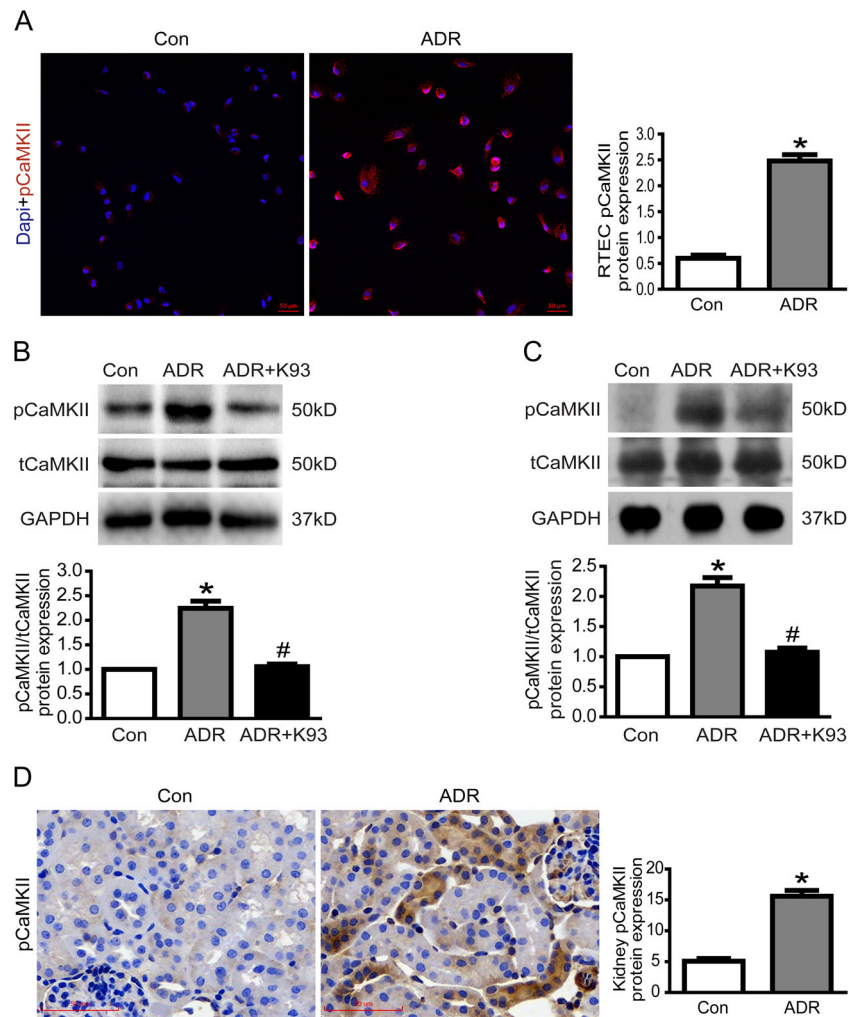 A
Con
ADR
Dapi+pCaMKII
50 μm
50 μm
RTEC pCaMKII
protein expression
3.0
2.5
2.0
1.5
1.0
0.5
0.0
*
Con
ADR
B
Con
ADR
ADR+K93
pCaMKII
50kD
tCaMKII
50kD
GAPDH
37kD
pCaMKII/tCaMKII
protein expression
3.0
2.5
2.0
1.5
1.0
0.5
0.0
*
#
Con
ADR
ADR+K93
C
Con
ADR
ADR+K93
pCaMKII
50kD
tCaMKII
50kD
GAPDH
37kD
pCaMKII/tCaMKII
protein expression
2.5
2.0
1.5
1.0
0.5
0.0
*
#
Con
ADR
ADR+K93
D
Con
ADR
pCaMKII
Kidney pCaMKII
protein expression
20
15
10
5
0
*
Con
ADR